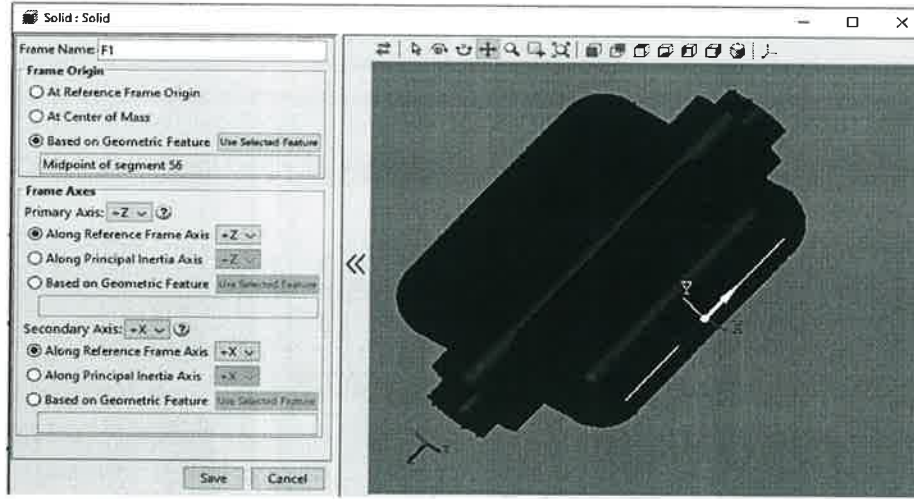 Solid : Solid
Frame Name: F1
Frame Origin
At Reference Frame Origin
At Center of Mass
Based on Geometric Feature Use Selected Feature
Midpoint of segment 56
Frame Axes
Primary Axis: +Z
Along Reference Frame Axis +Z
Along Principal Inertia Axis +Z
Based on Geometric Feature Use Selected Feature
Secondary Axis: +X
Along Reference Frame Axis +X
Along Principal Inertia Axis +X
Based on Geometric Feature Use Selected Feature
Save Cancel
Y
X